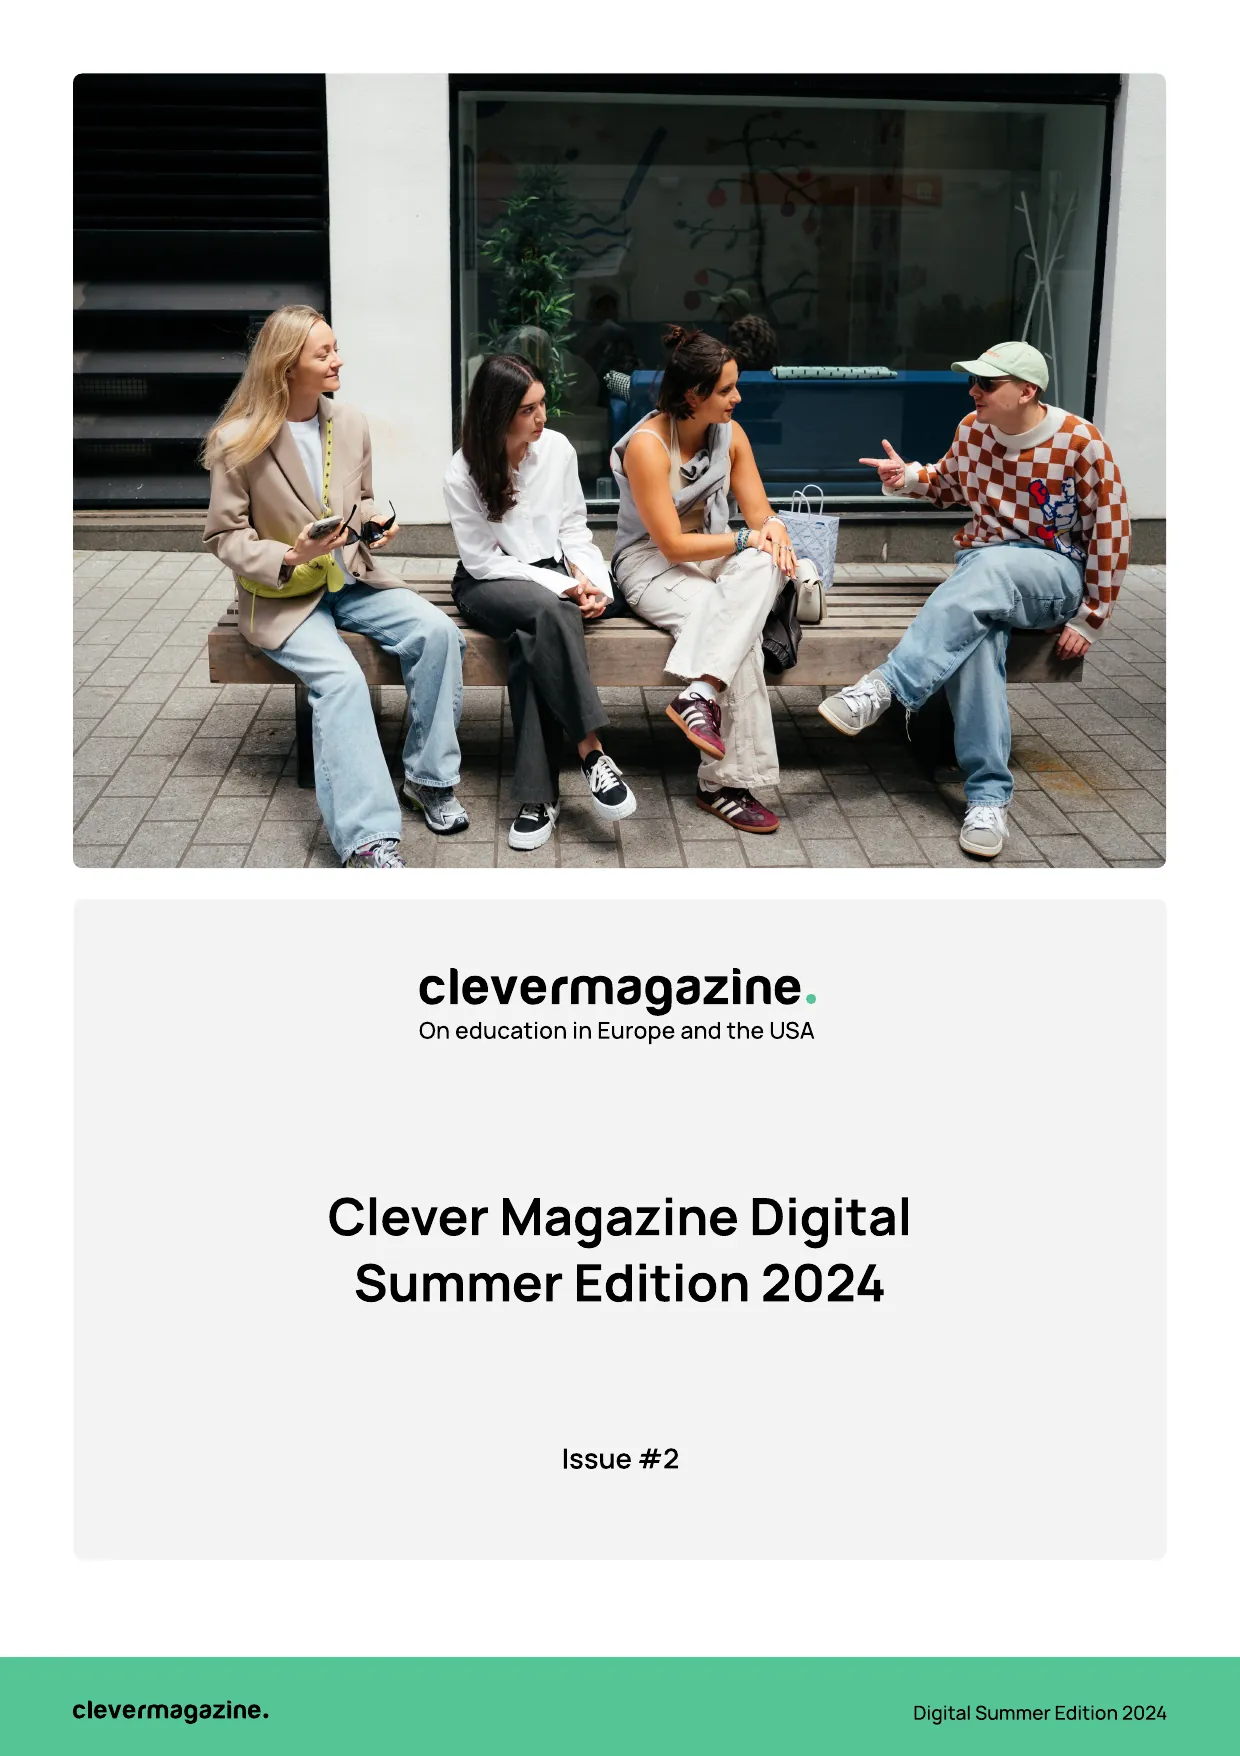 clevermagazine.
On education in Europe and the USA
Clever Magazine Digital
Summer Edition 2024
Issue #2
clevermagazine.
Digital Summer Edition 2024